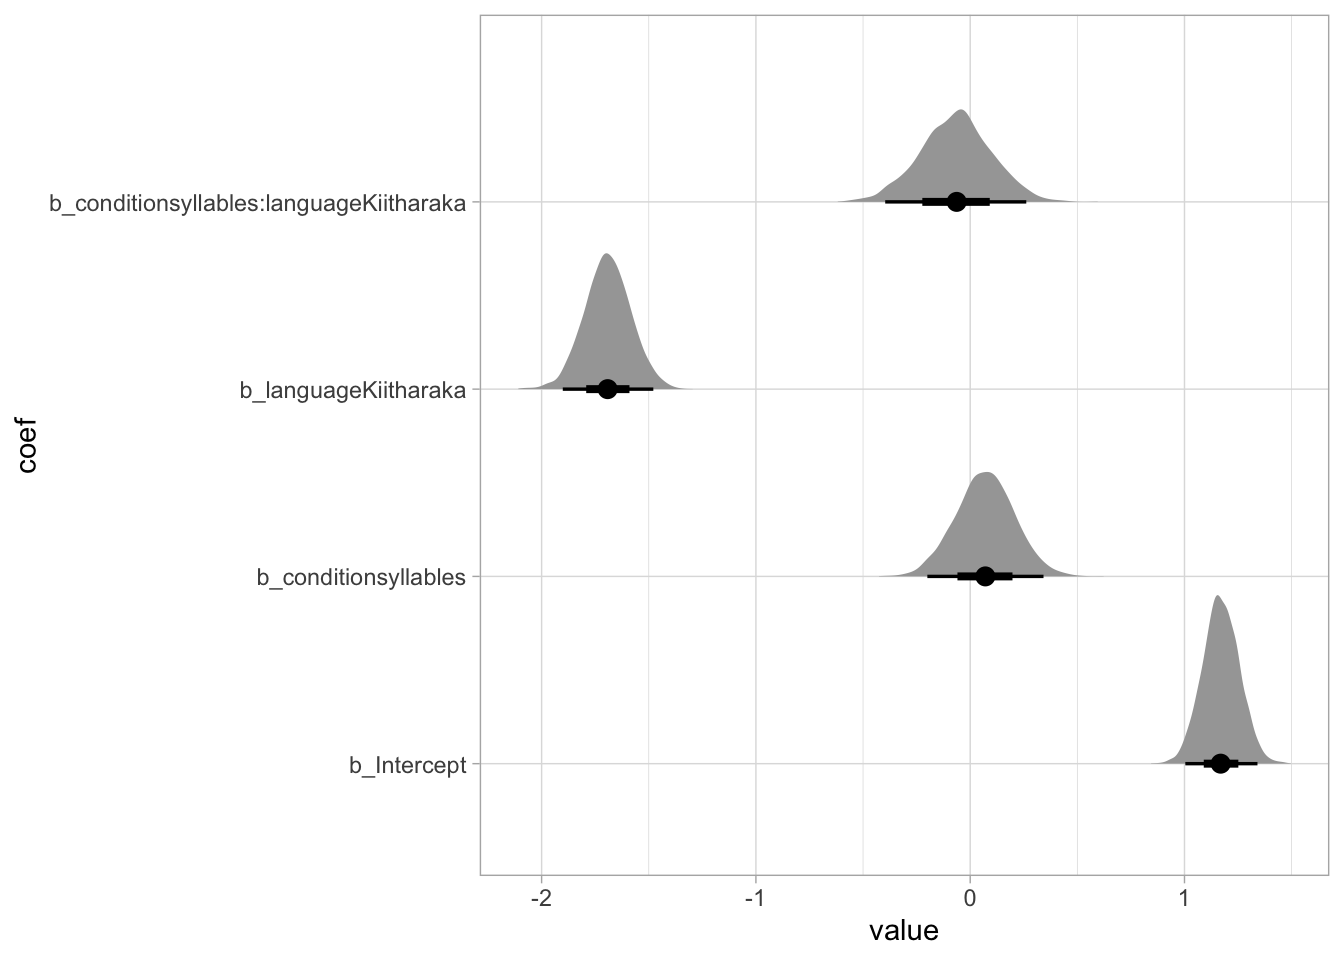 b_conditionsyllables:languageKiitharaka
b_languageKiitharaka
b_conditionsyllables
b_Intercept
coef
-2 -1 0 1
value